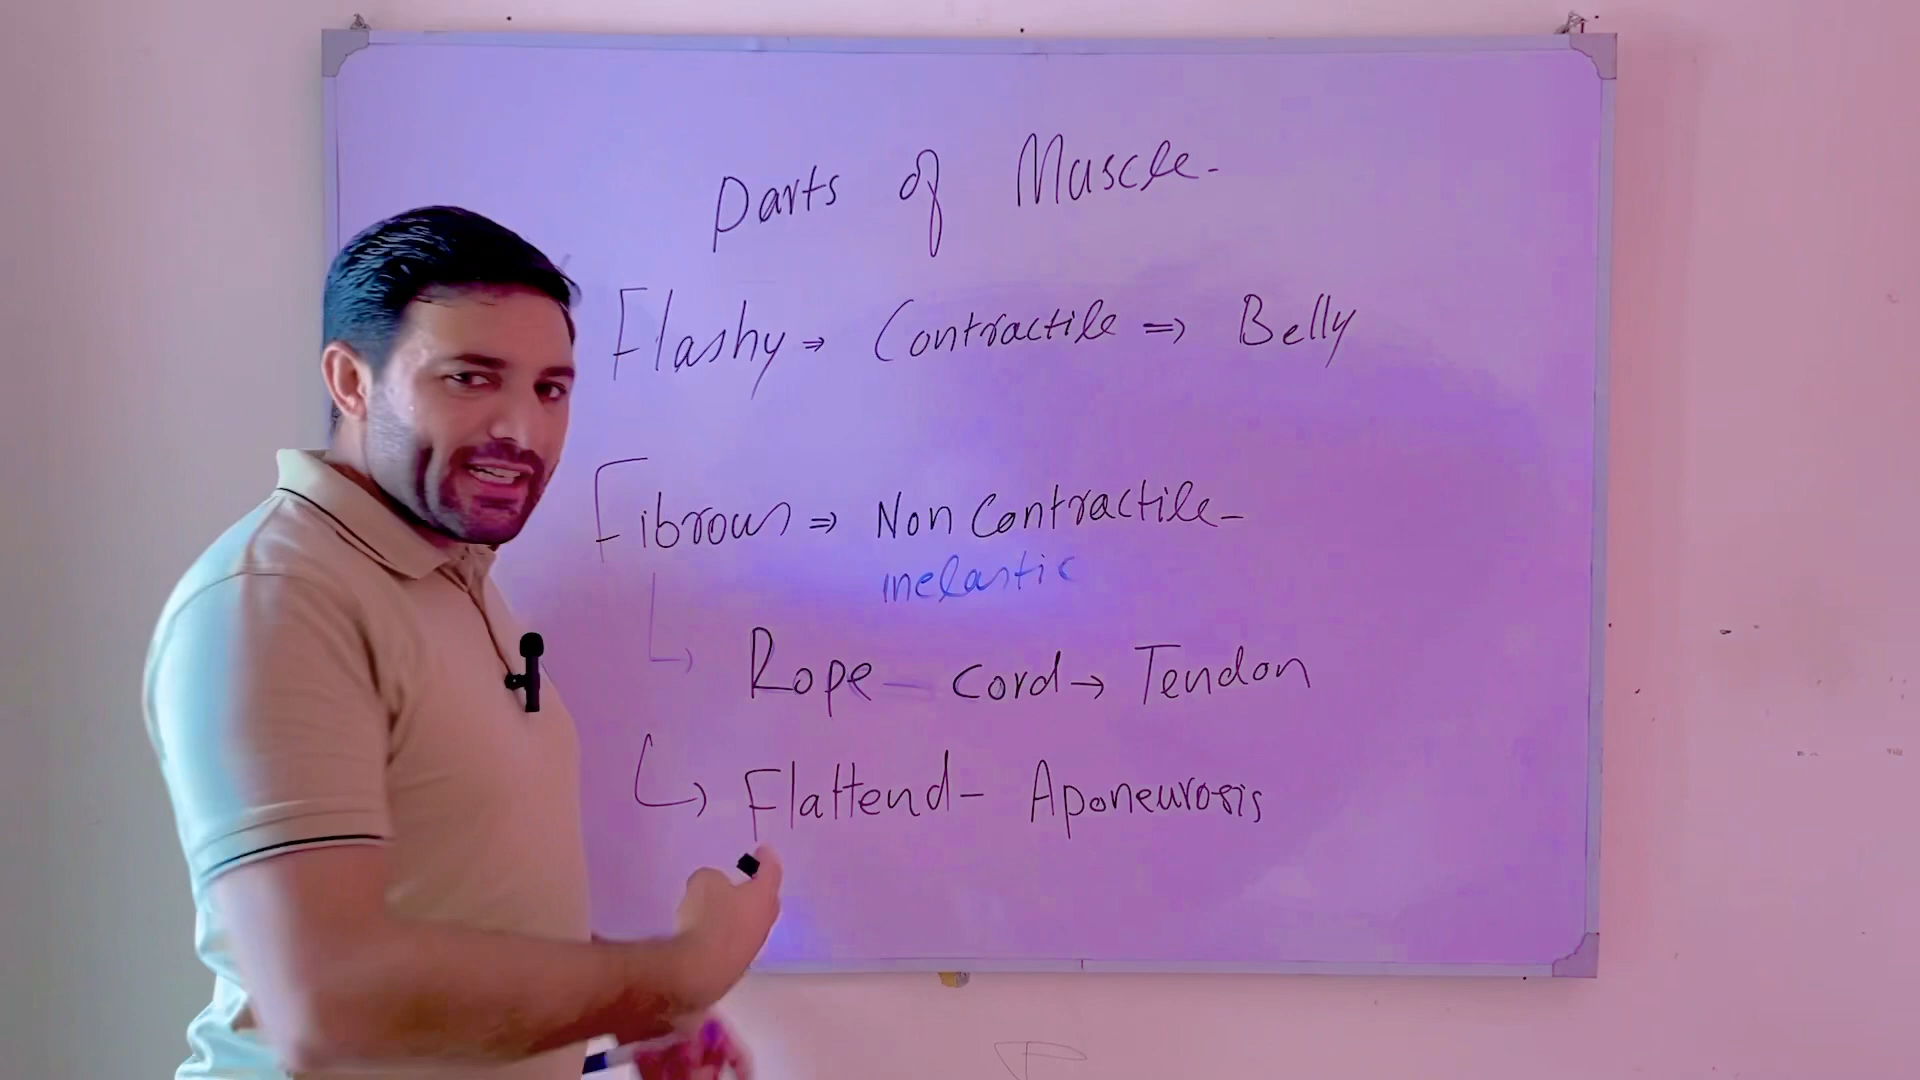 Parts of Muscle-
Flashy ⇒ Contractile ⇒ Belly
Fibrous ⇒ Non Contractile-
inelastic
Rope - cord → Tendon
Flattend - Aponeurosis